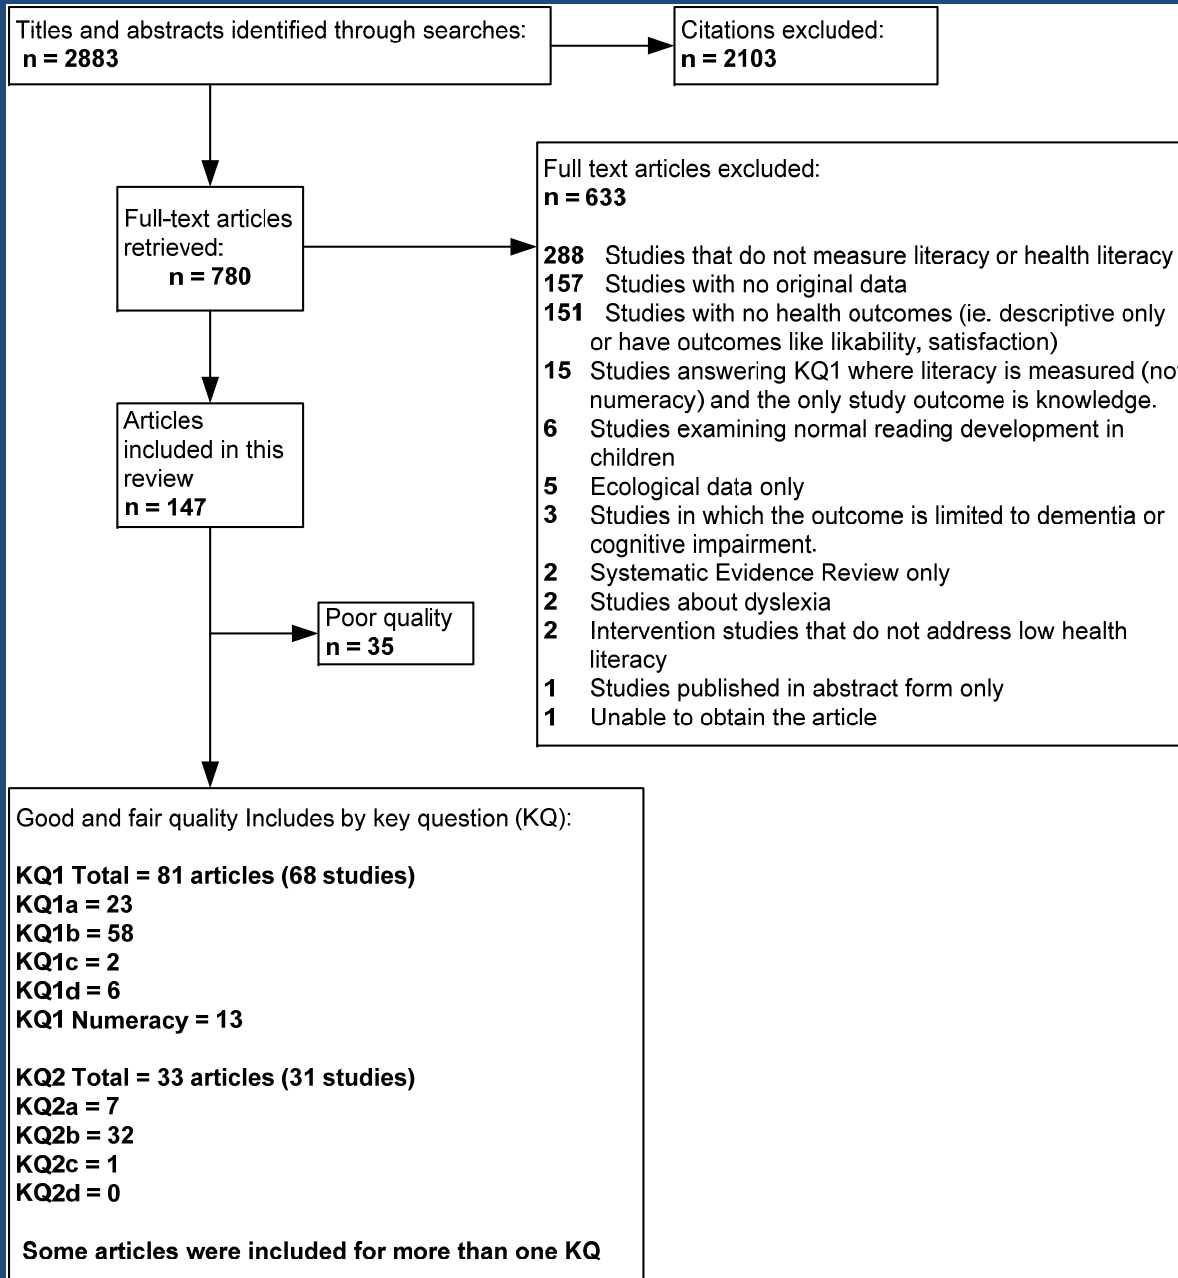 Titles and abstracts identified through searches:
n = 2883
Citations excluded:
n = 2103
Full-text articles
retrieved:
n = 780
Full text articles excluded:
n = 633
288 Studies that do not measure literacy or health literacy
157 Studies with no original data
151 Studies with no health outcomes (ie. descriptive only
or have outcomes like likability, satisfaction)
15 Studies answering KQ1 where literacy is measured (no
numeracy) and the only study outcome is knowledge.
6 Studies examining normal reading development in
children
5 Ecological data only
3 Studies in which the outcome is limited to dementia or
cognitive impairment.
2 Systematic Evidence Review only
2 Studies about dyslexia
2 Intervention studies that do not address low health
literacy
1 Studies published in abstract form only
1 Unable to obtain the article
Articles
included in this
review
n = 147
Poor quality
n = 35
Good and fair quality Includes by key question (KQ):
KQ1 Total = 81 articles (68 studies)
KQ1a = 23
KQ1b = 58
KQ1c = 2
KQ1d = 6
KQ1 Numeracy = 13
KQ2 Total = 33 articles (31 studies)
KQ2a = 7
KQ2b = 32
KQ2c = 1
KQ2d = 0
Some articles were included for more than one KQ